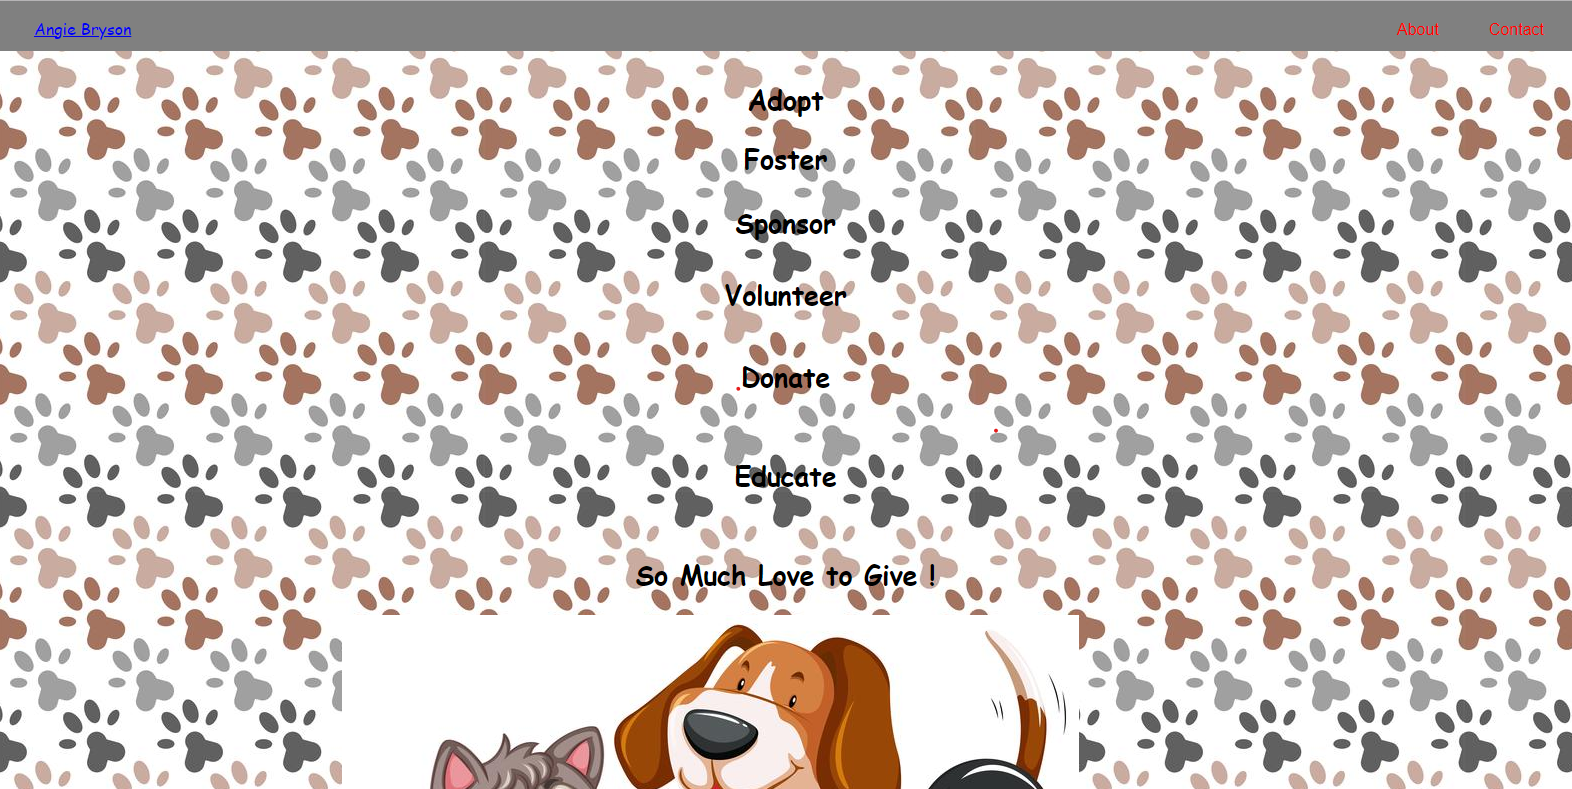 Angie Bryson About Contact
Adopt
Foster
Sponsor
Volunteer
Donate
Educate
So Much Love to Give !